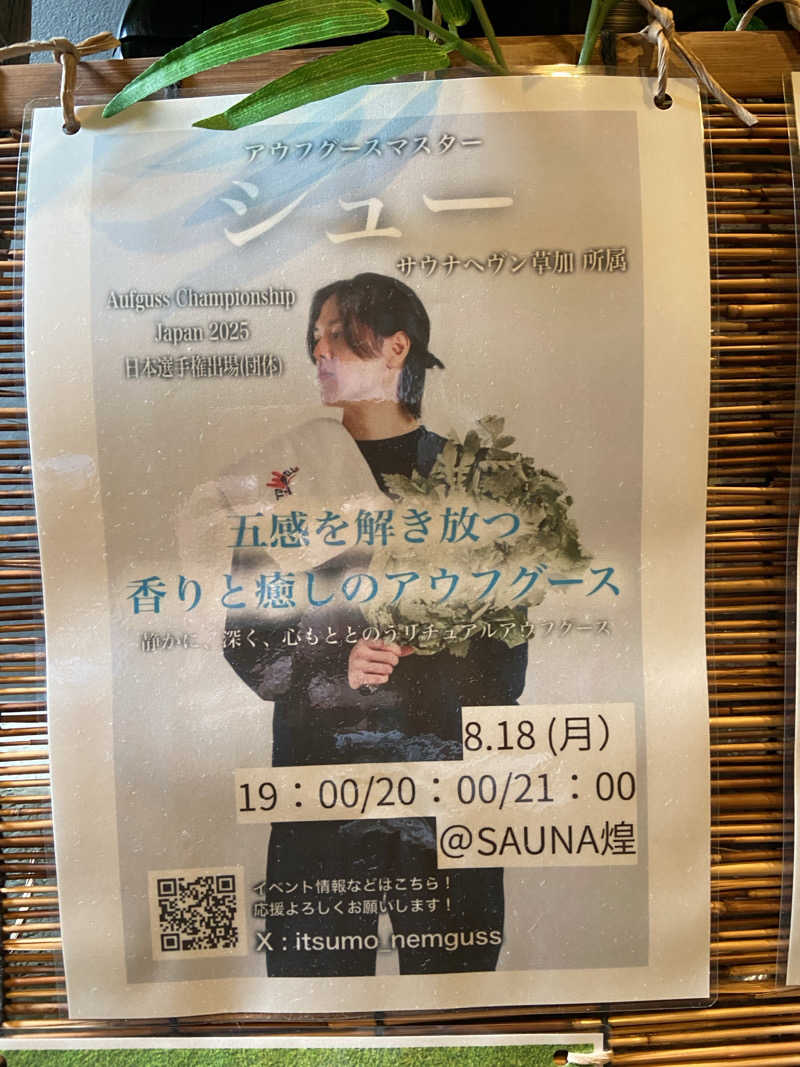 アウフグースマスター
シュー
サウナヘヴン草加 所属
Aufguss Championship
Japan 2025
日本選手権出場(団体)
五感を解き放つ
香りと癒しのアウフグース
静かに、深く、心もととのうリチュアルアウフグース
8.18 (月)
19：00/20：00/21：00
@SAUNA煌
イベント情報などはこちら！
応援よろしくお願いします！
X : itsumo_nemguss